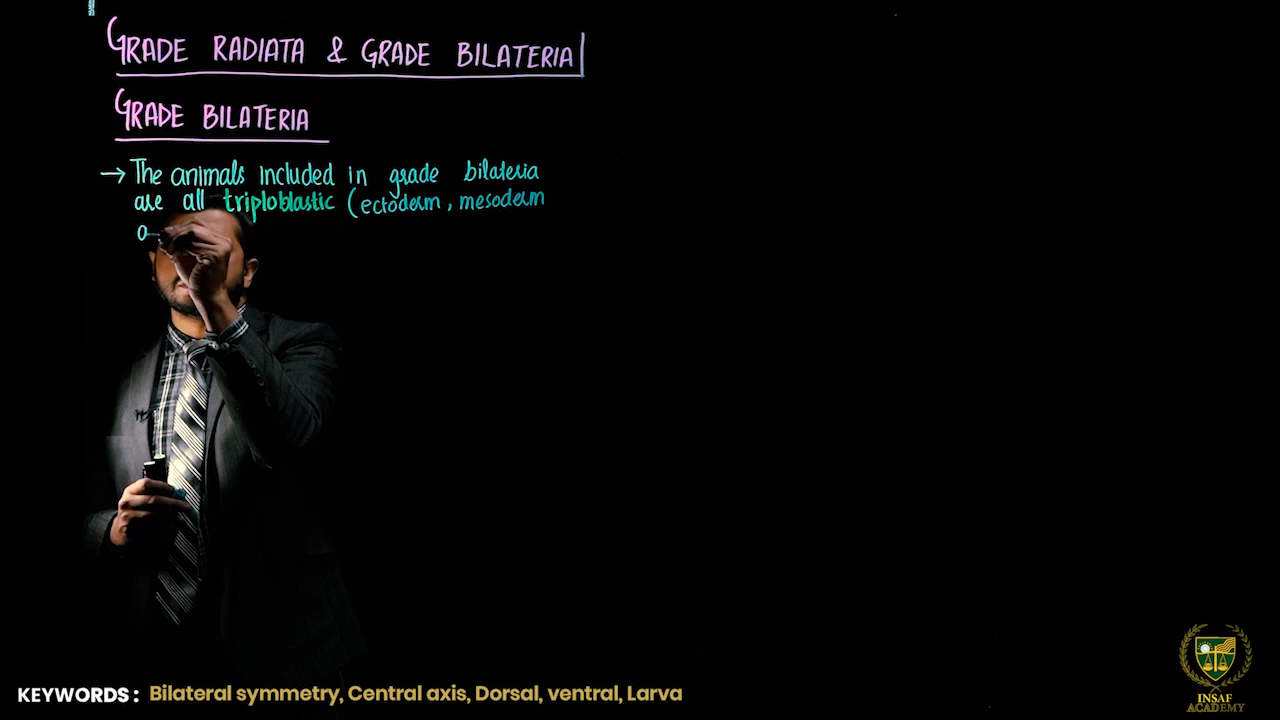 GRADE RADIATA & GRADE BILATERIA
GRADE BILATERIA
→ The animals included in grade bilateria
are all triploblastic (ectoderm, mesoderm
a
KEYWORDS: Bilateral symmetry, Central axis, Dorsal, ventral, Larva
INSAF
ACADEMY